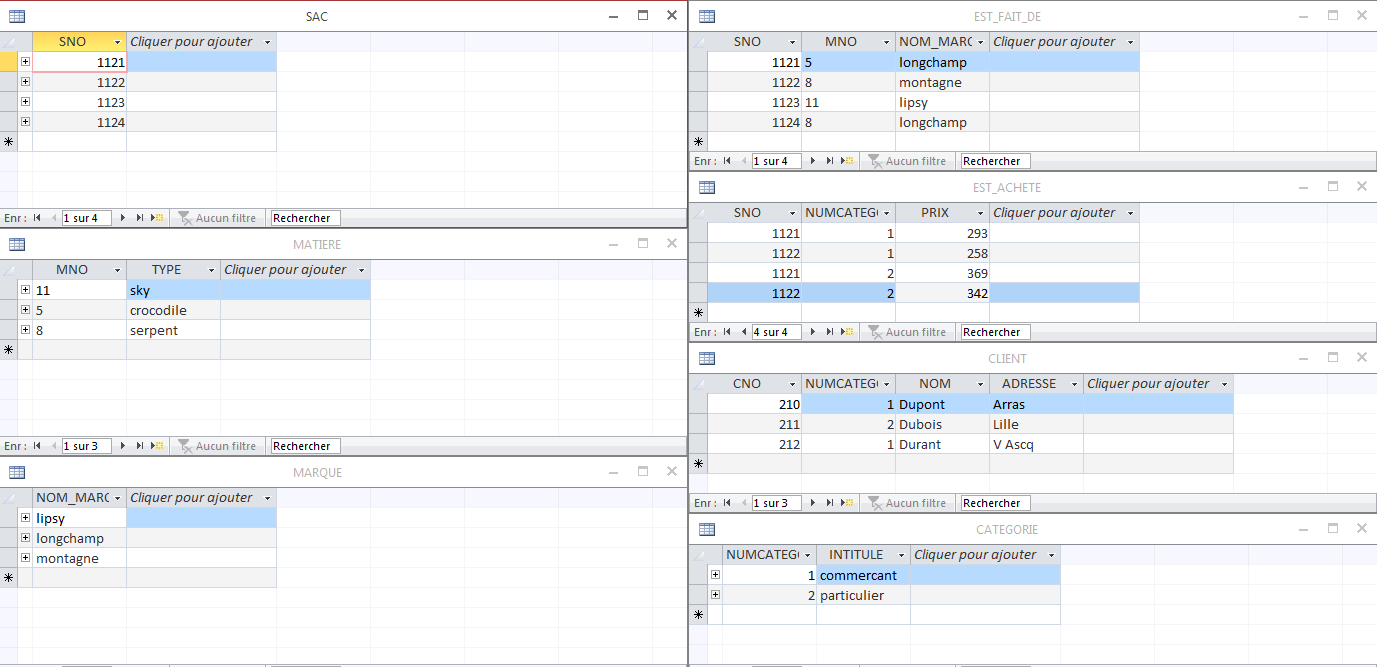 SAC
SNO Cliquer pour ajouter
1121
1122
1123
1124
Enr : 1 sur 4 Aucun filtre Rechercher
MATIERE
MNO TYPE Cliquer pour ajouter
11 sky
5 crocodile
8 serpent
Enr : 1 sur 3 Aucun filtre Rechercher
MARQUE
NOM_MARC Cliquer pour ajouter
lipsy
longchamp
montagne
EST_FAIT_DE
SNO MNO NOM_MARC Cliquer pour ajouter
1121 5 longchamp
1122 8 montagne
1123 11 lipsy
1124 8 longchamp
Enr : 1 sur 4 Aucun filtre Rechercher
EST_ACHETE
SNO NUMCATEG( PRIX Cliquer pour ajouter
1121 1 293
1122 1 258
1121 2 369
1122 2 342
Enr : 4 sur 4 Aucun filtre Rechercher
CLIENT
CNO NUMCATEG( NOM ADRESSE Cliquer pour ajouter
210 1 Dupont Arras
211 2 Dubois Lille
212 1 Durant V Ascq
Enr : 1 sur 3 Aucun filtre Rechercher
CATEGORIE
NUMCATEG( INTITULE Cliquer pour ajouter
1 commercant
2 particulier